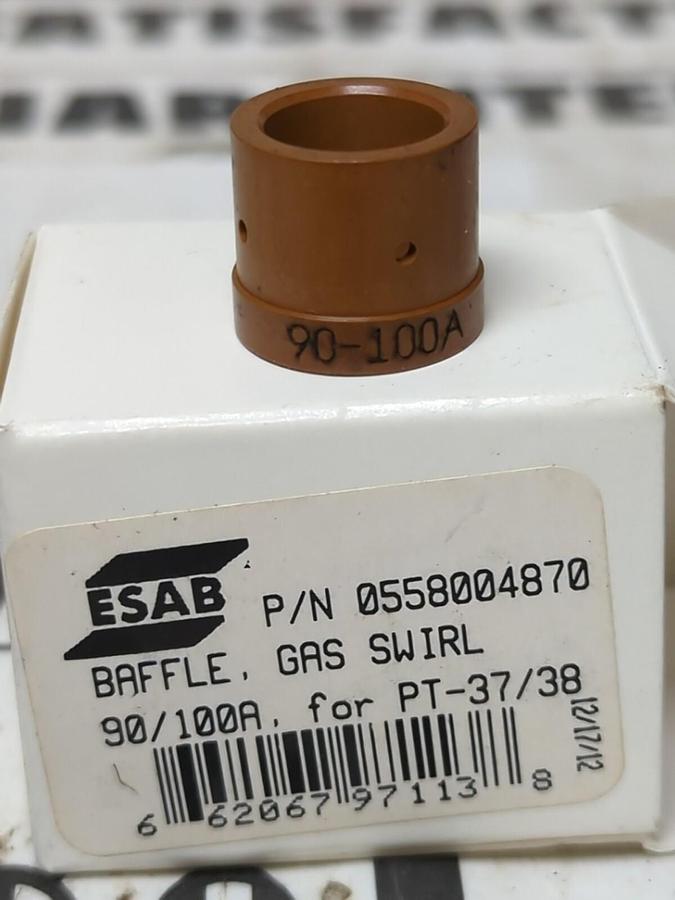 90-100A
ESAB P/N 0558004870
BAFFLE, GAS SWIRL
90/100A, for PT-37/38
12/17/12
6 62067 97113 8